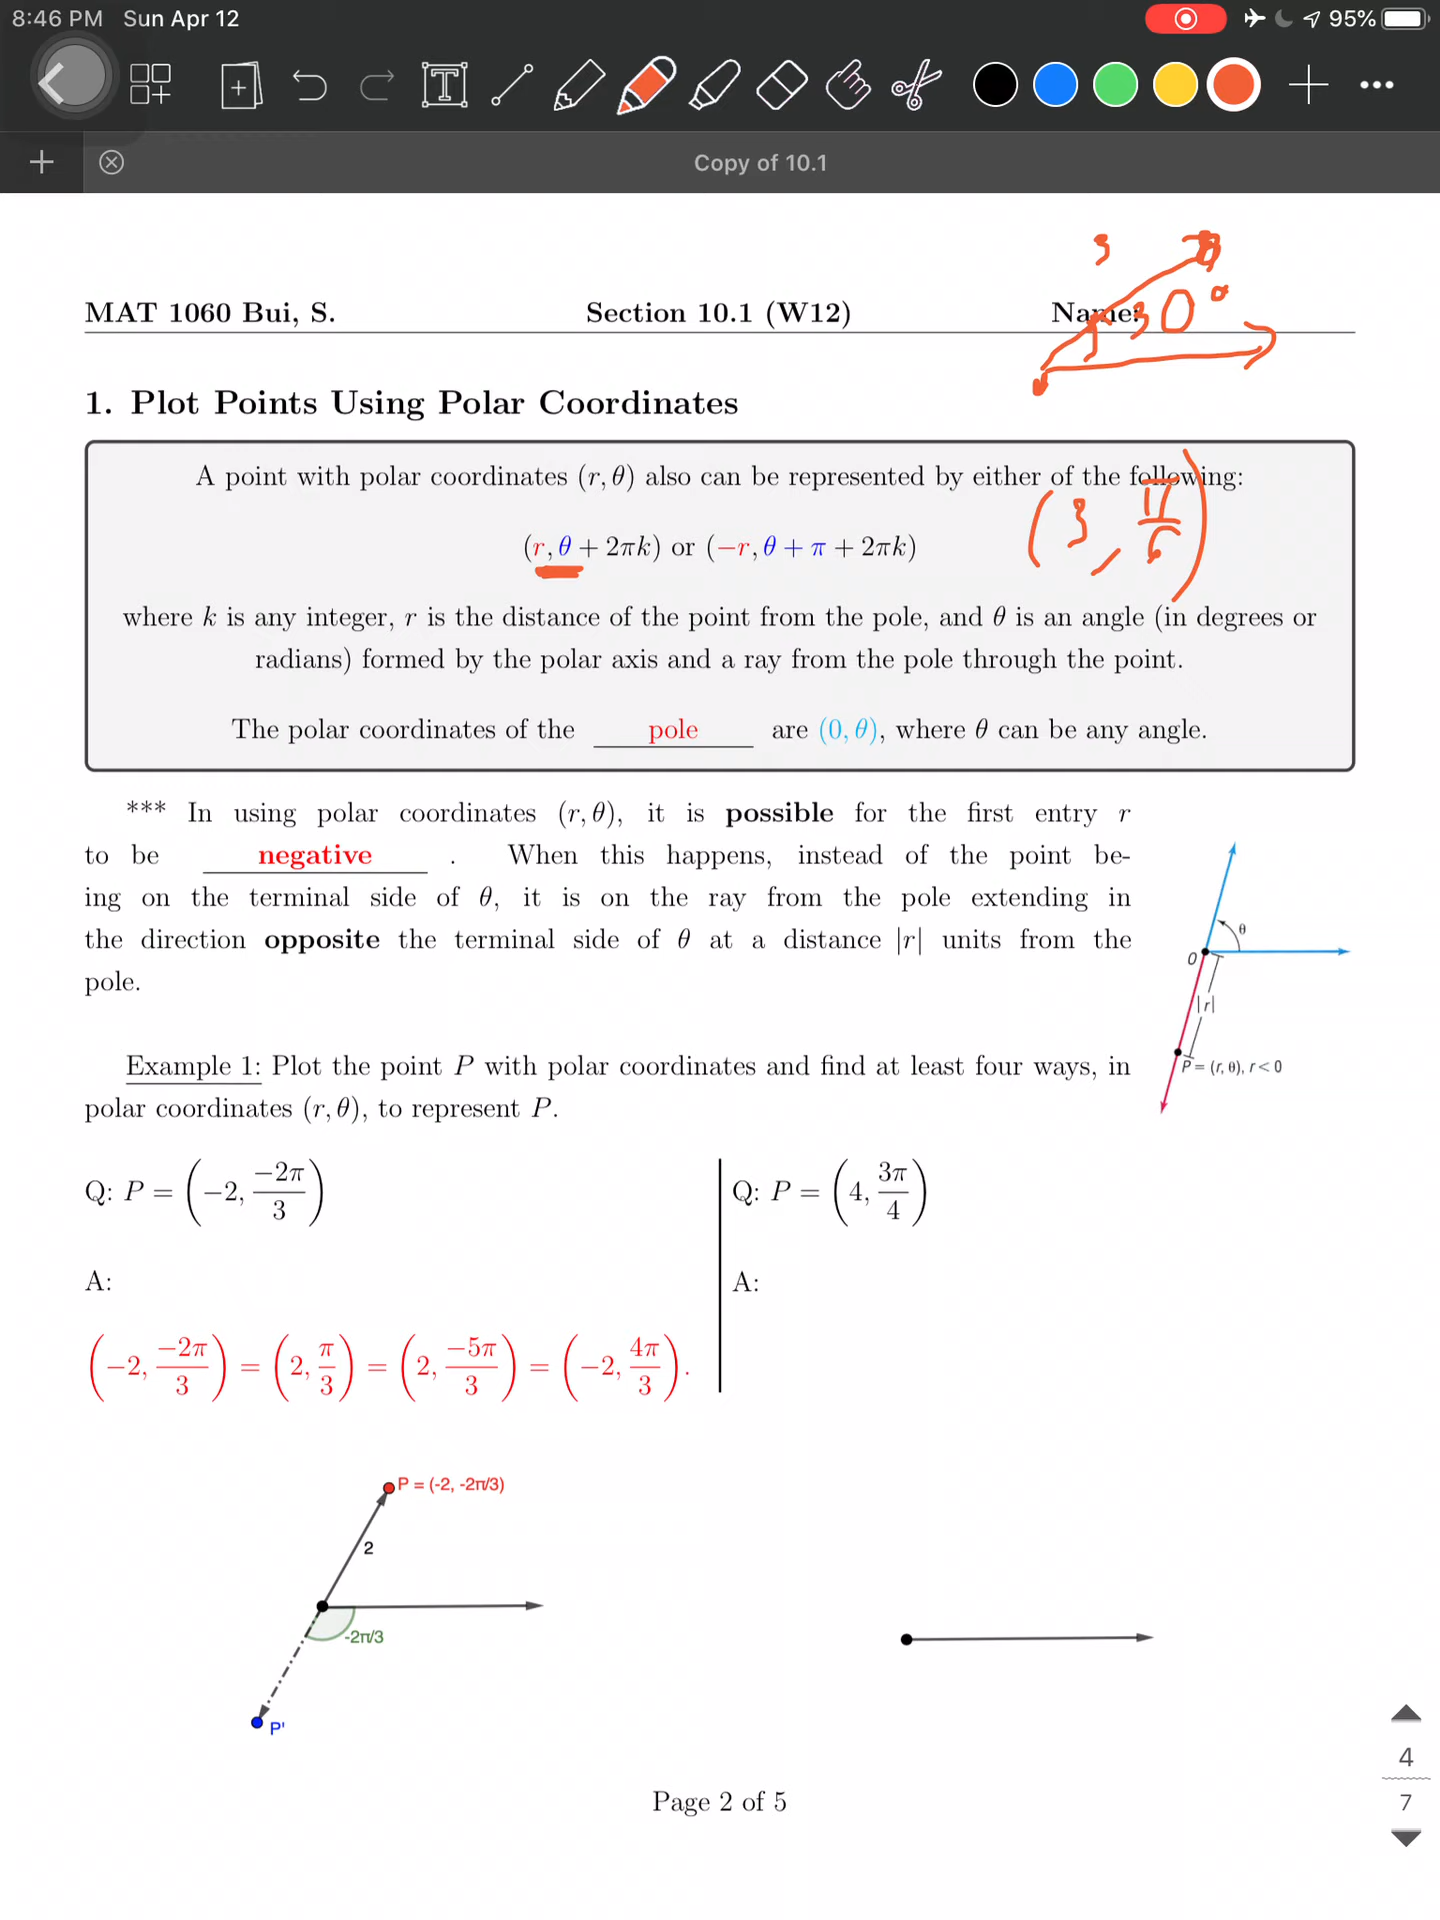 8:46 PM Sun Apr 12 95%
T
Copy of 10.1
3
MAT 1060 Bui, S. Section 10.1 (W12) Name:
30°
1. Plot Points Using Polar Coordinates
A point with polar coordinates (r, θ) also can be represented by either of the following:
(r, θ + 2πk) or (−r, θ + π + 2πk)
(3, π/6)
where k is any integer, r is the distance of the point from the pole, and θ is an angle (in degrees or
radians) formed by the polar axis and a ray from the pole through the point.
The polar coordinates of the pole are (0, θ), where θ can be any angle.
*** In using polar coordinates (r, θ), it is possible for the first entry r
to be negative . When this happens, instead of the point be-
ing on the terminal side of θ, it is on the ray from the pole extending in
the direction opposite the terminal side of θ at a distance |r| units from the
pole.
θ
O
|r|
P = (r, θ), r < 0
Example 1: Plot the point P with polar coordinates and find at least four ways, in
polar coordinates (r, θ), to represent P.
Q: P = (−2, −2π/3)
A:
(−2, −2π/3) = (2, π/3) = (2, −5π/3) = (−2, 4π/3).
Q: P = (4, 3π/4)
A:
P = (-2, -2π/3)
2
-2π/3
P'
4
7
Page 2 of 5